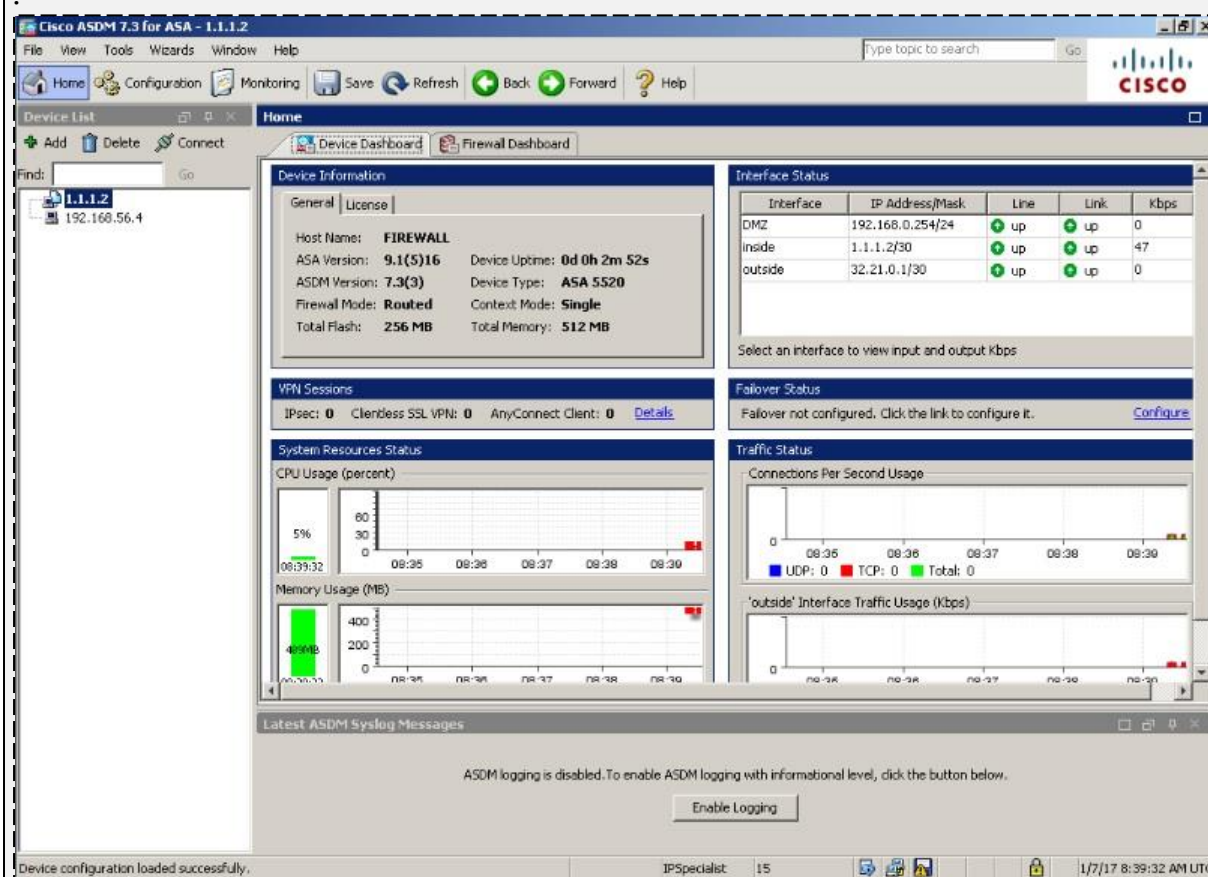 Cisco ASDM 7.3 for ASA - 1.1.1.2
File View Tools Wizards Window Help
Type topic to search Go
Home Configuration Monitoring Save Refresh Back Forward Help
CISCO
Device List
Add Delete Connect
Find: Go
1.1.1.2
192.168.56.4
Home
Device Dashboard Firewall Dashboard
Device Information
General License
Host Name: FIREWALL
ASA Version: 9.1(5)16 Device Uptime: 0d 0h 2m 52s
ASDM Version: 7.3(3) Device Type: ASA 5520
Firewall Mode: Routed Context Mode: Single
Total Flash: 256 MB Total Memory: 512 MB
Interface Status
Interface IP Address/Mask Line Link Kbps
DMZ 192.168.0.254/24 up up 0
inside 1.1.1.2/30 up up 47
outside 32.21.0.1/30 up up 0
Select an interface to view input and output Kbps
VPN Sessions
IPsec: 0 Clientless SSL VPN: 0 AnyConnect Client: 0 Details
Failover Status
Failover not configured. Click the link to configure it. Configure
System Resources Status
CPU Usage (percent)
60
30
0
5%
08:39:32
08:35 08:36 08:37 08:38 08:39
Memory Usage (MB)
400
200
0
489MB
Traffic Status
Connections Per Second Usage
0
08:35 08:36 08:37 08:38 08:39
UDP: 0 TCP: 0 Total: 0
'outside' Interface Traffic Usage (Kbps)
0
Latest ASDM Syslog Messages
ASDM logging is disabled.To enable ASDM logging with informational level, click the button below.
Enable Logging
Device configuration loaded successfully.
IPSpecialist 15
1/7/17 8:39:32 AM